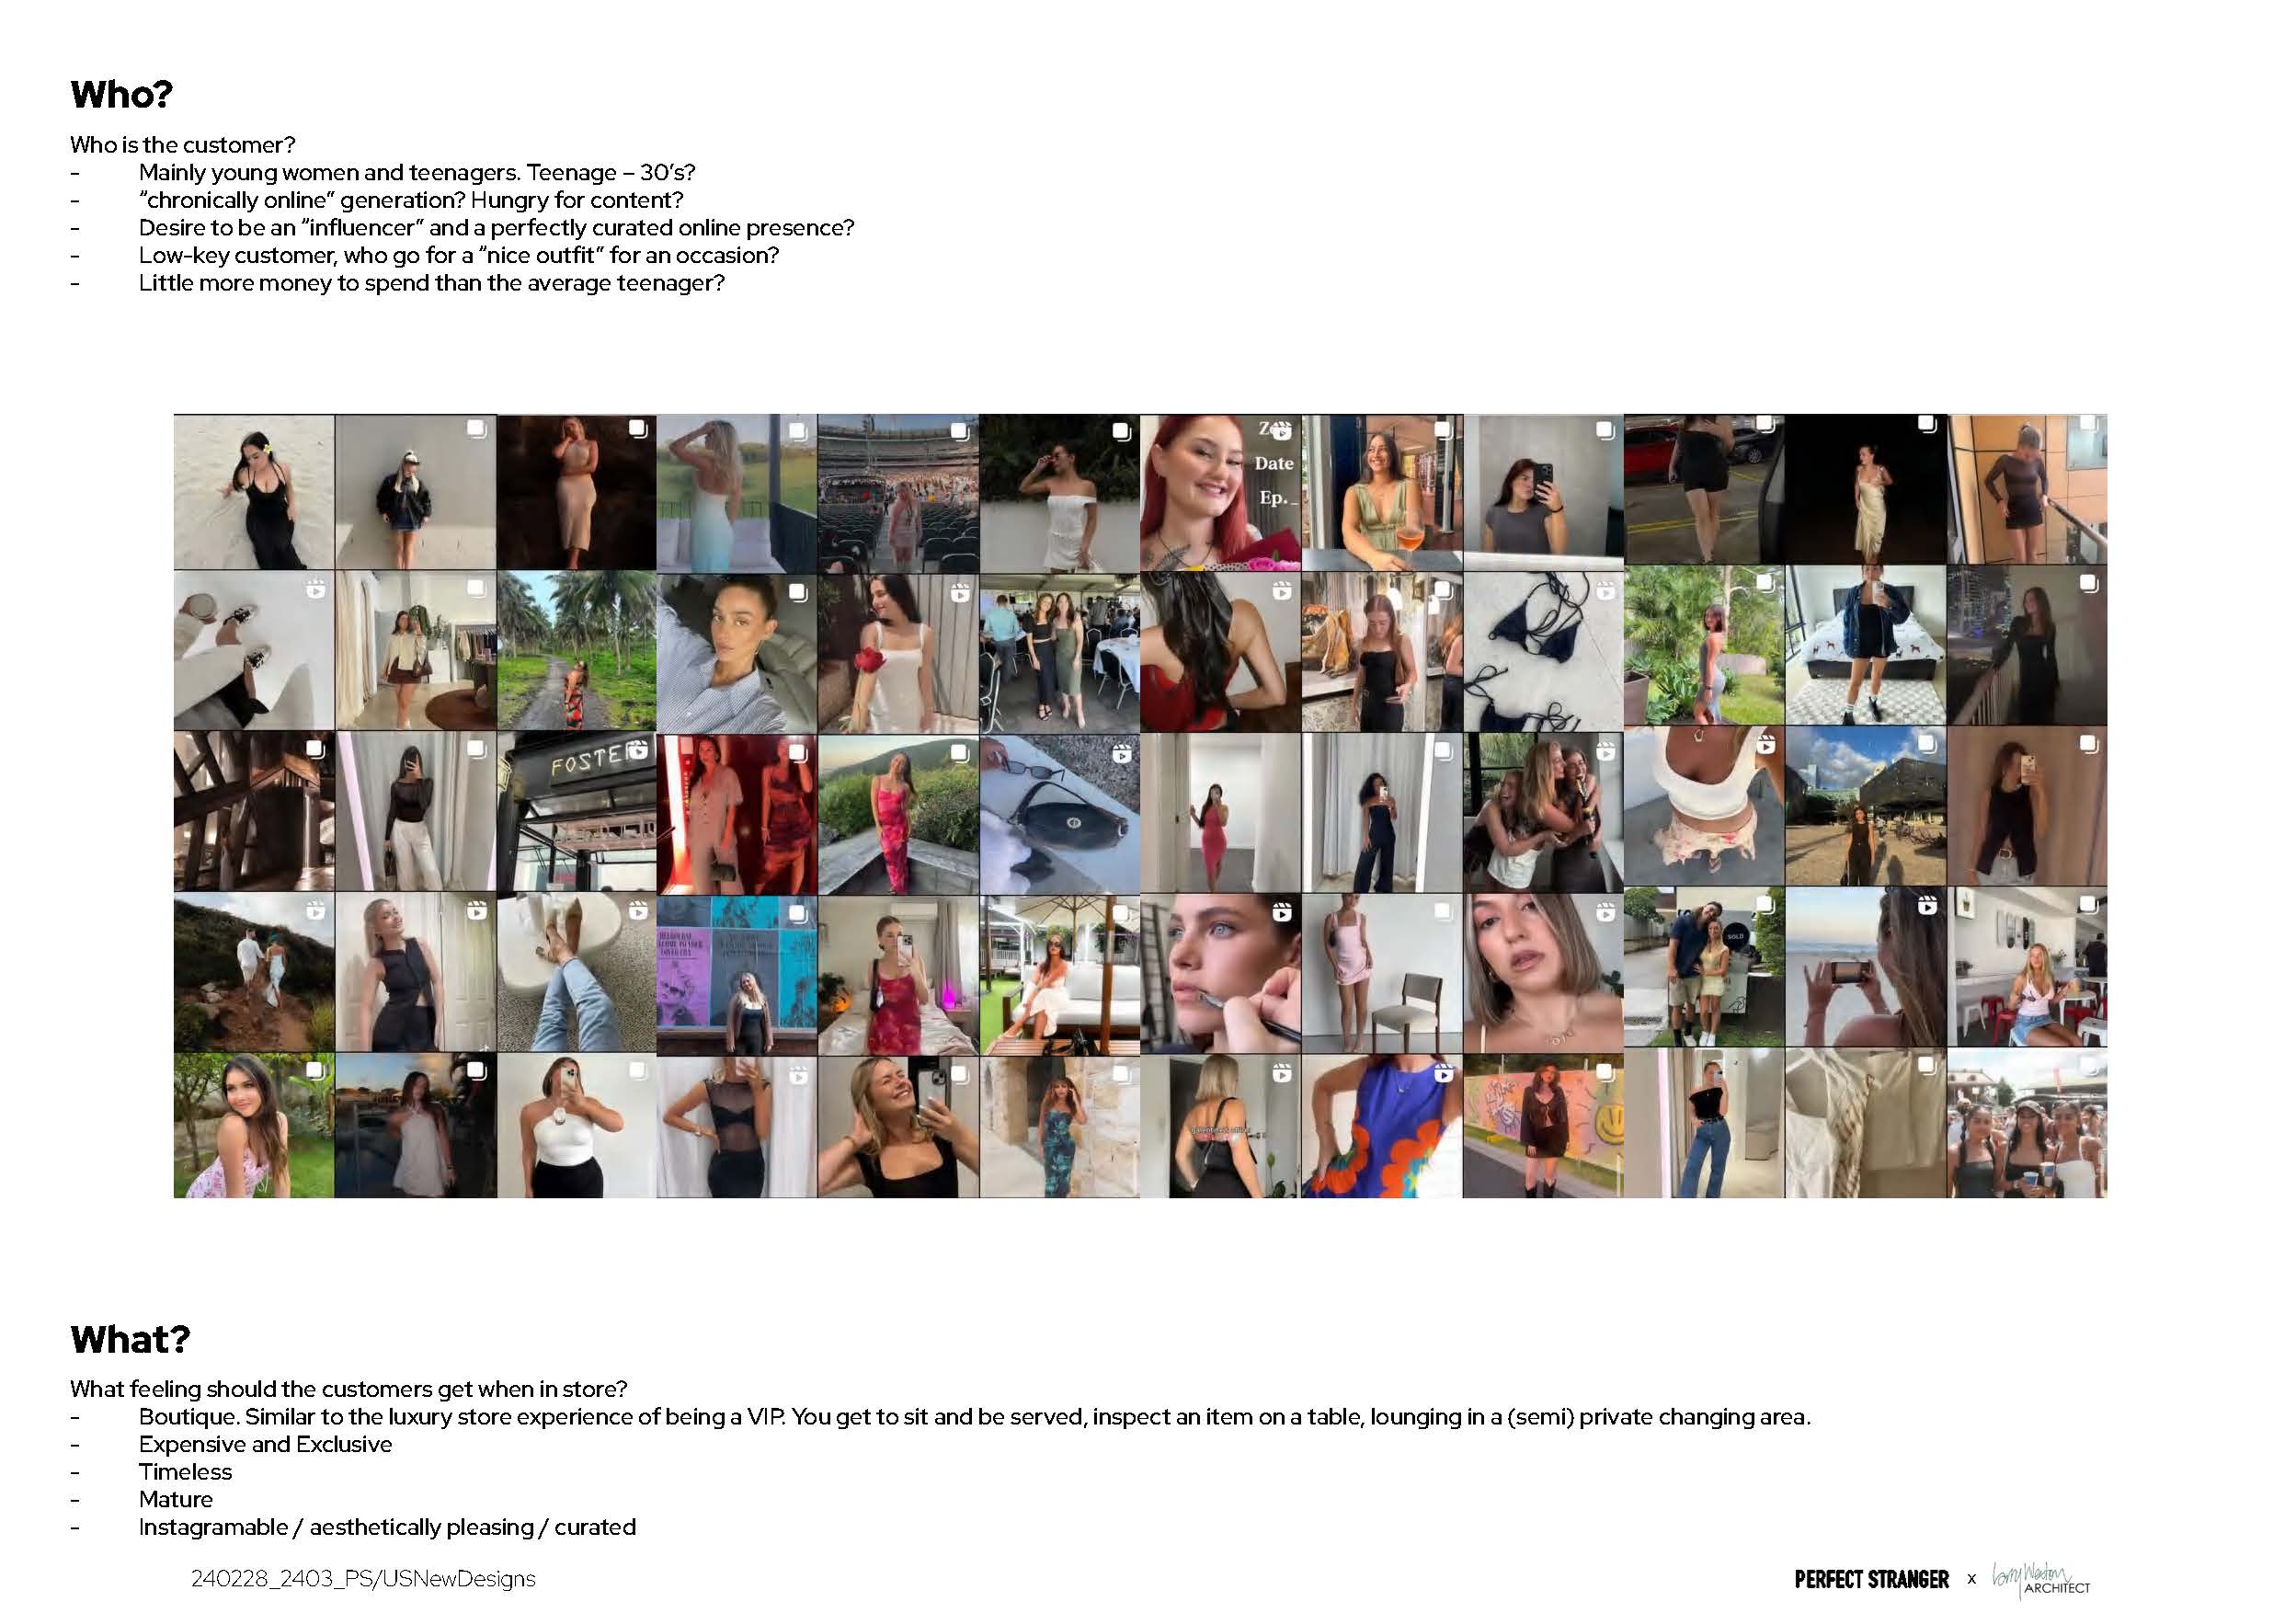 Who?
Who is the customer?
- Mainly young women and teenagers. Teenage – 30’s?
- “chronically online” generation? Hungry for content?
- Desire to be an “influencer” and a perfectly curated online presence?
- Low-key customer, who go for a “nice outfit” for an occasion?
- Little more money to spend than the average teenager?
Date
Ep.
FOSTER
SOLD
What?
What feeling should the customers get when in store?
- Boutique. Similar to the luxury store experience of being a VIP. You get to sit and be served, inspect an item on a table, lounging in a (semi) private changing area.
- Expensive and Exclusive
- Timeless
- Mature
- Instagramable / aesthetically pleasing / curated
240228_2403_PS/USNewDesigns
PERFECT STRANGER x
ARCHITECT